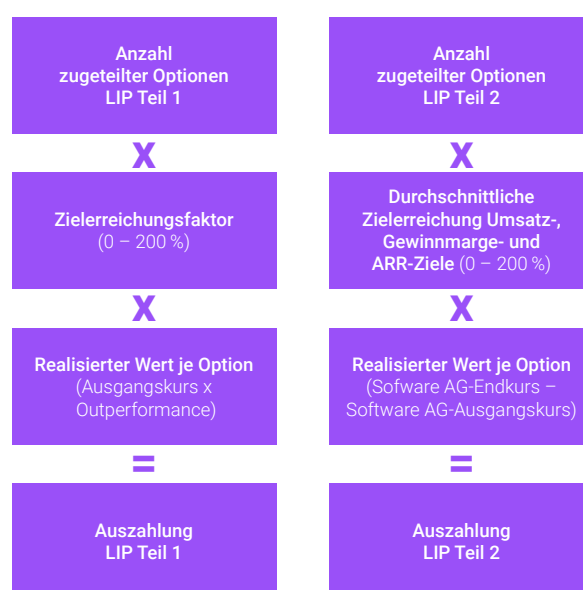 Anzahl
zugeteilter Optionen
LIP Teil 1
X
Zielerreichungsfaktor
(0 – 200 %)
X
Realisierter Wert je Option
(Ausgangskurs x
Outperformance)
=
Auszahlung
LIP Teil 1
Anzahl
zugeteilter Optionen
LIP Teil 2
X
Durchschnittliche
Zielerreichung Umsatz-,
Gewinnmarge- und
ARR-Ziele (0 – 200 %)
X
Realisierter Wert je Option
(Sofware AG-Endkurs –
Software AG-Ausgangskurs)
=
Auszahlung
LIP Teil 2